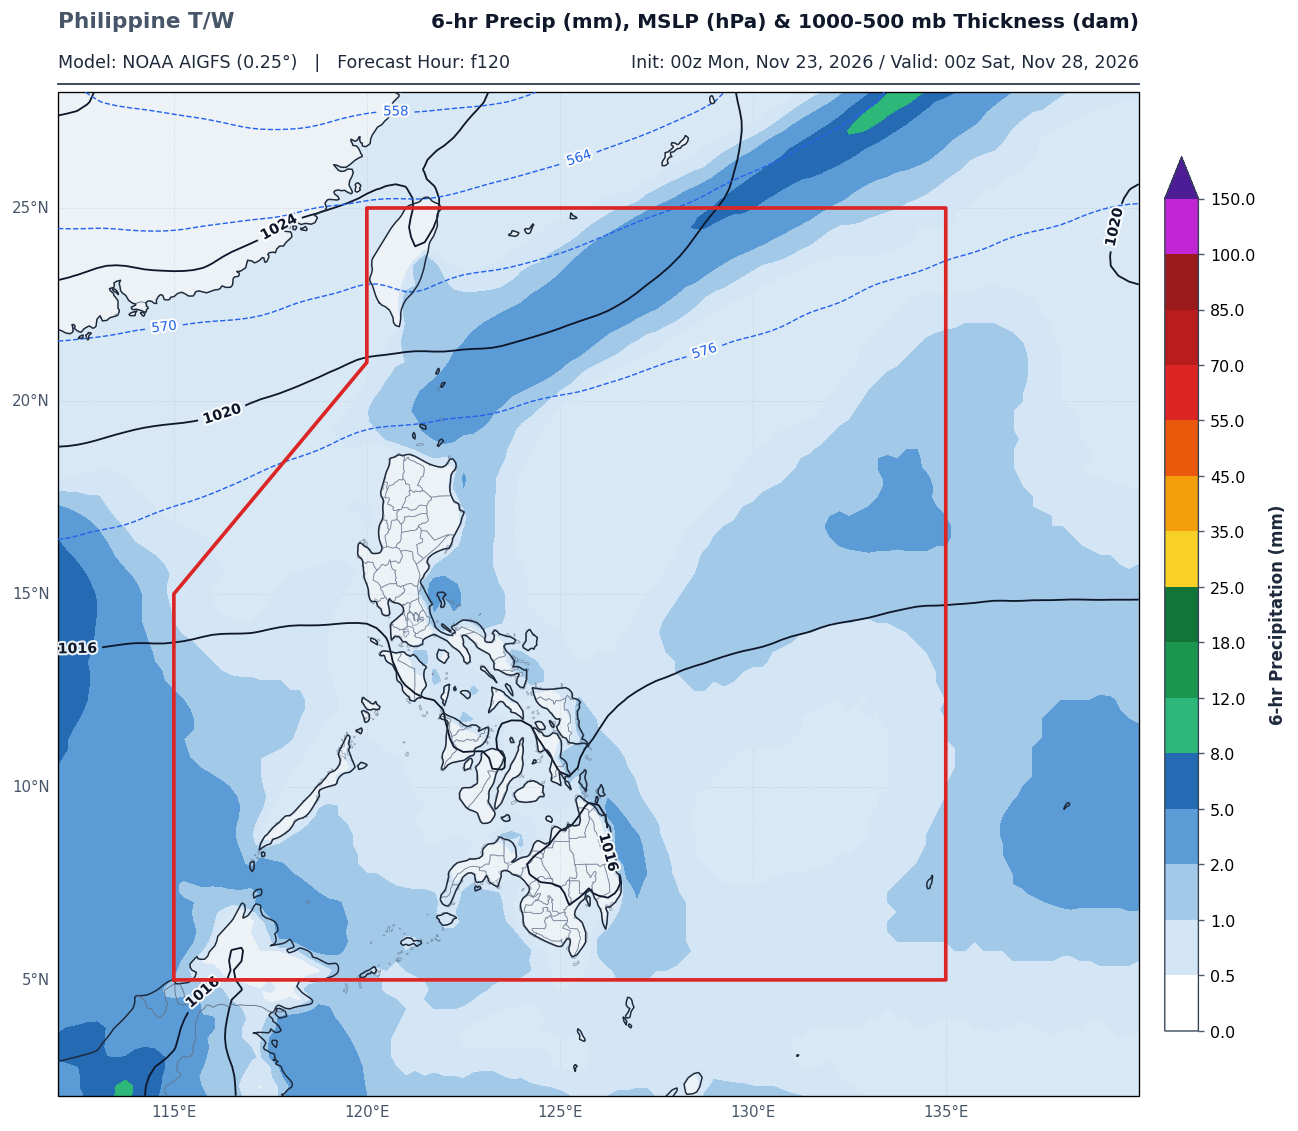 Philippine T/W
6-hr Precip (mm), MSLP (hPa) & 1000-500 mb Thickness (dam)
Model: NOAA AIGFS (0.25°) | Forecast Hour: f120
Init: 00z Mon, Nov 23, 2026 / Valid: 00z Sat, Nov 28, 2026
558
564
570
576
1024
1020
1020
1016
1016
1016
25°N
20°N
15°N
10°N
5°N
115°E
120°E
125°E
130°E
135°E
150.0
100.0
85.0
70.0
55.0
45.0
35.0
25.0
18.0
12.0
8.0
5.0
2.0
1.0
0.5
0.0
6-hr Precipitation (mm)